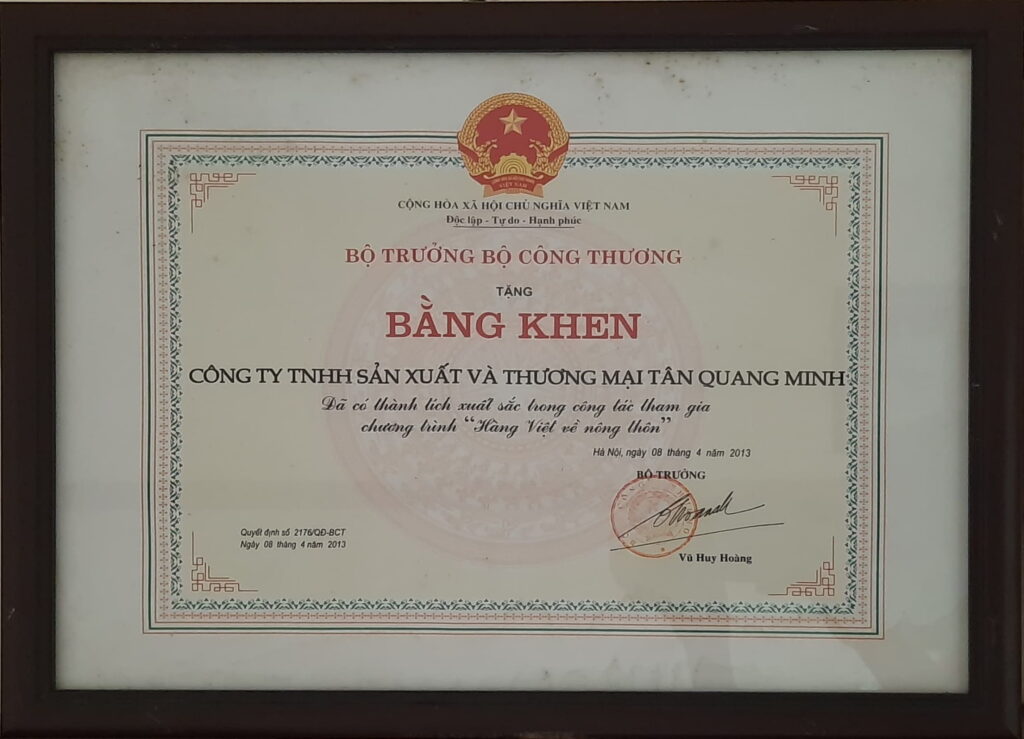 CỘNG HÒA XÃ HỘI CHỦ NGHĨA VIỆT NAM
Độc lập - Tự do - Hạnh phúc
BỘ TRƯỞNG BỘ CÔNG THƯƠNG
TẶNG
BẰNG KHEN
CÔNG TY TNHH SẢN XUẤT VÀ THƯƠNG MẠI TÂN QUANG MINH
Đã có thành tích xuất sắc trong công tác tham gia
chương trình “Hàng Việt về nông thôn”
Hà Nội, ngày 08 tháng 4 năm 2013
BỘ TRƯỞNG
Quyết định số 2176/QĐ-BCT
Ngày 08 tháng 4 năm 2013
Vũ Huy Hoàng